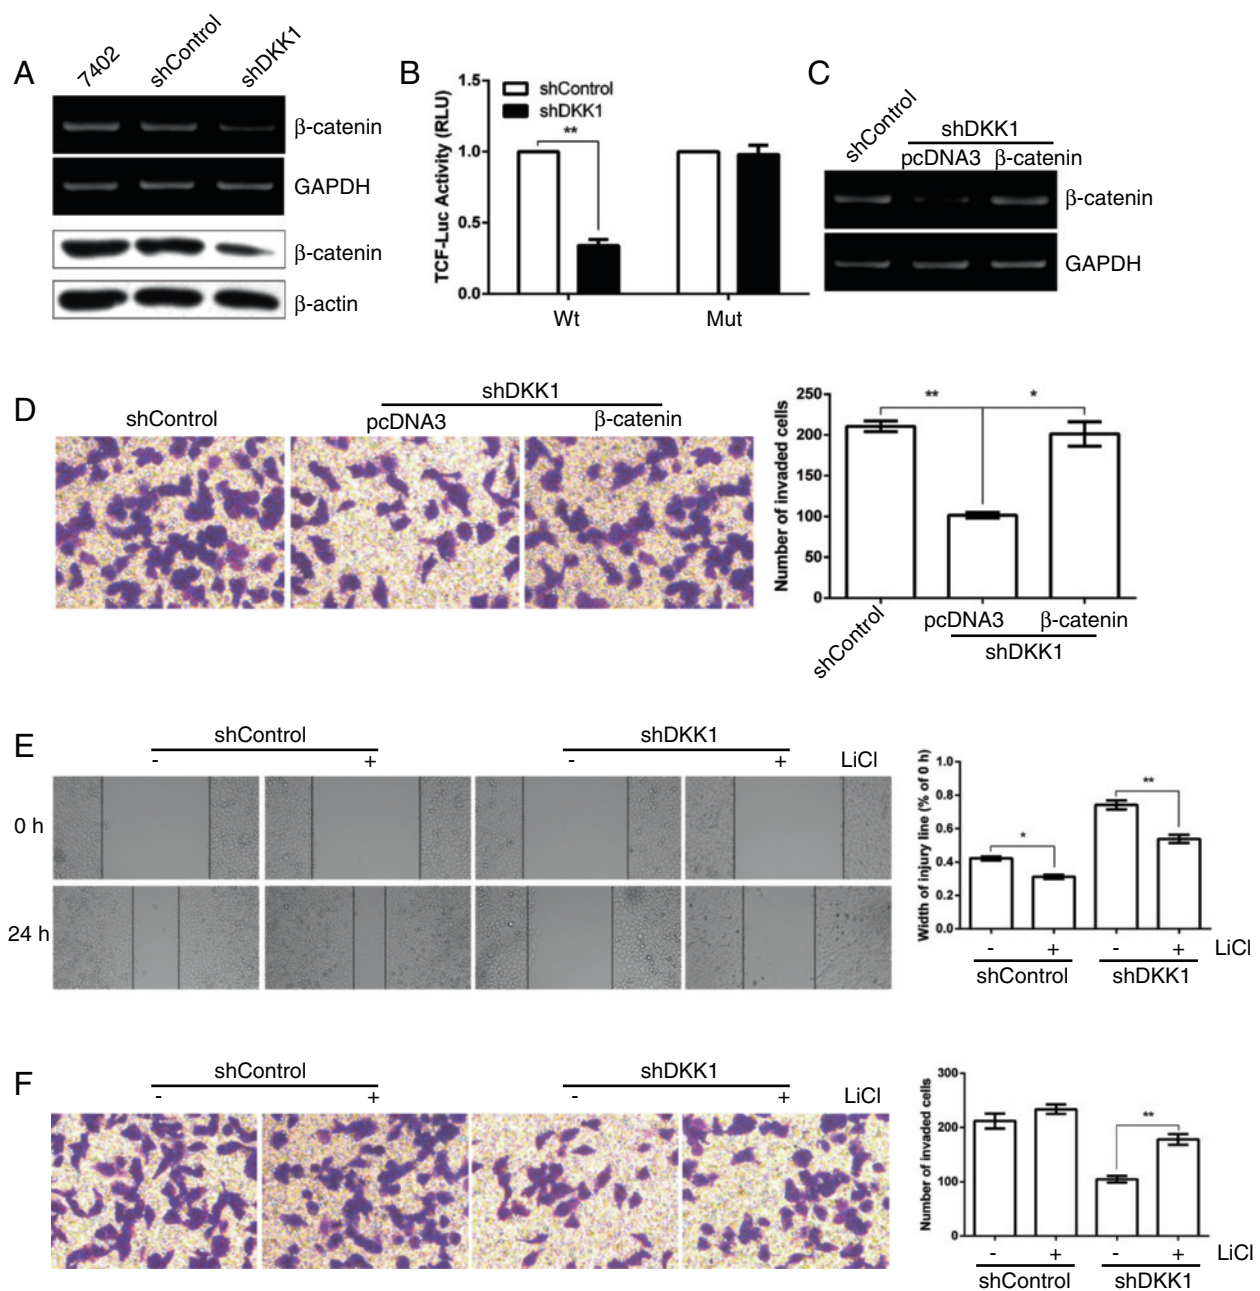 A
7402
shControl
shDKK1
β-catenin
GAPDH
β-catenin
β-actin
B
TCF-Luc Activity (RLU)
1.5
1.0
0.5
0.0
shControl
shDKK1
**
Wt
Mut
C
shControl
shDKK1
pcDNA3
β-catenin
β-catenin
GAPDH
D
shDKK1
shControl
pcDNA3
β-catenin
Number of invaded cells
250
200
150
100
50
0
**
*
shControl
pcDNA3
β-catenin
shDKK1
E
shControl
shDKK1
-
+
-
+
LiCl
0 h
24 h
Width of injury line (% of 0 h)
1.0
0.8
0.6
0.4
0.2
0.0
*
**
-
+
-
+
LiCl
shControl
shDKK1
F
shControl
shDKK1
-
+
-
+
LiCl
Number of invaded cells
300
200
100
0
**
-
+
-
+
LiCl
shControl
shDKK1